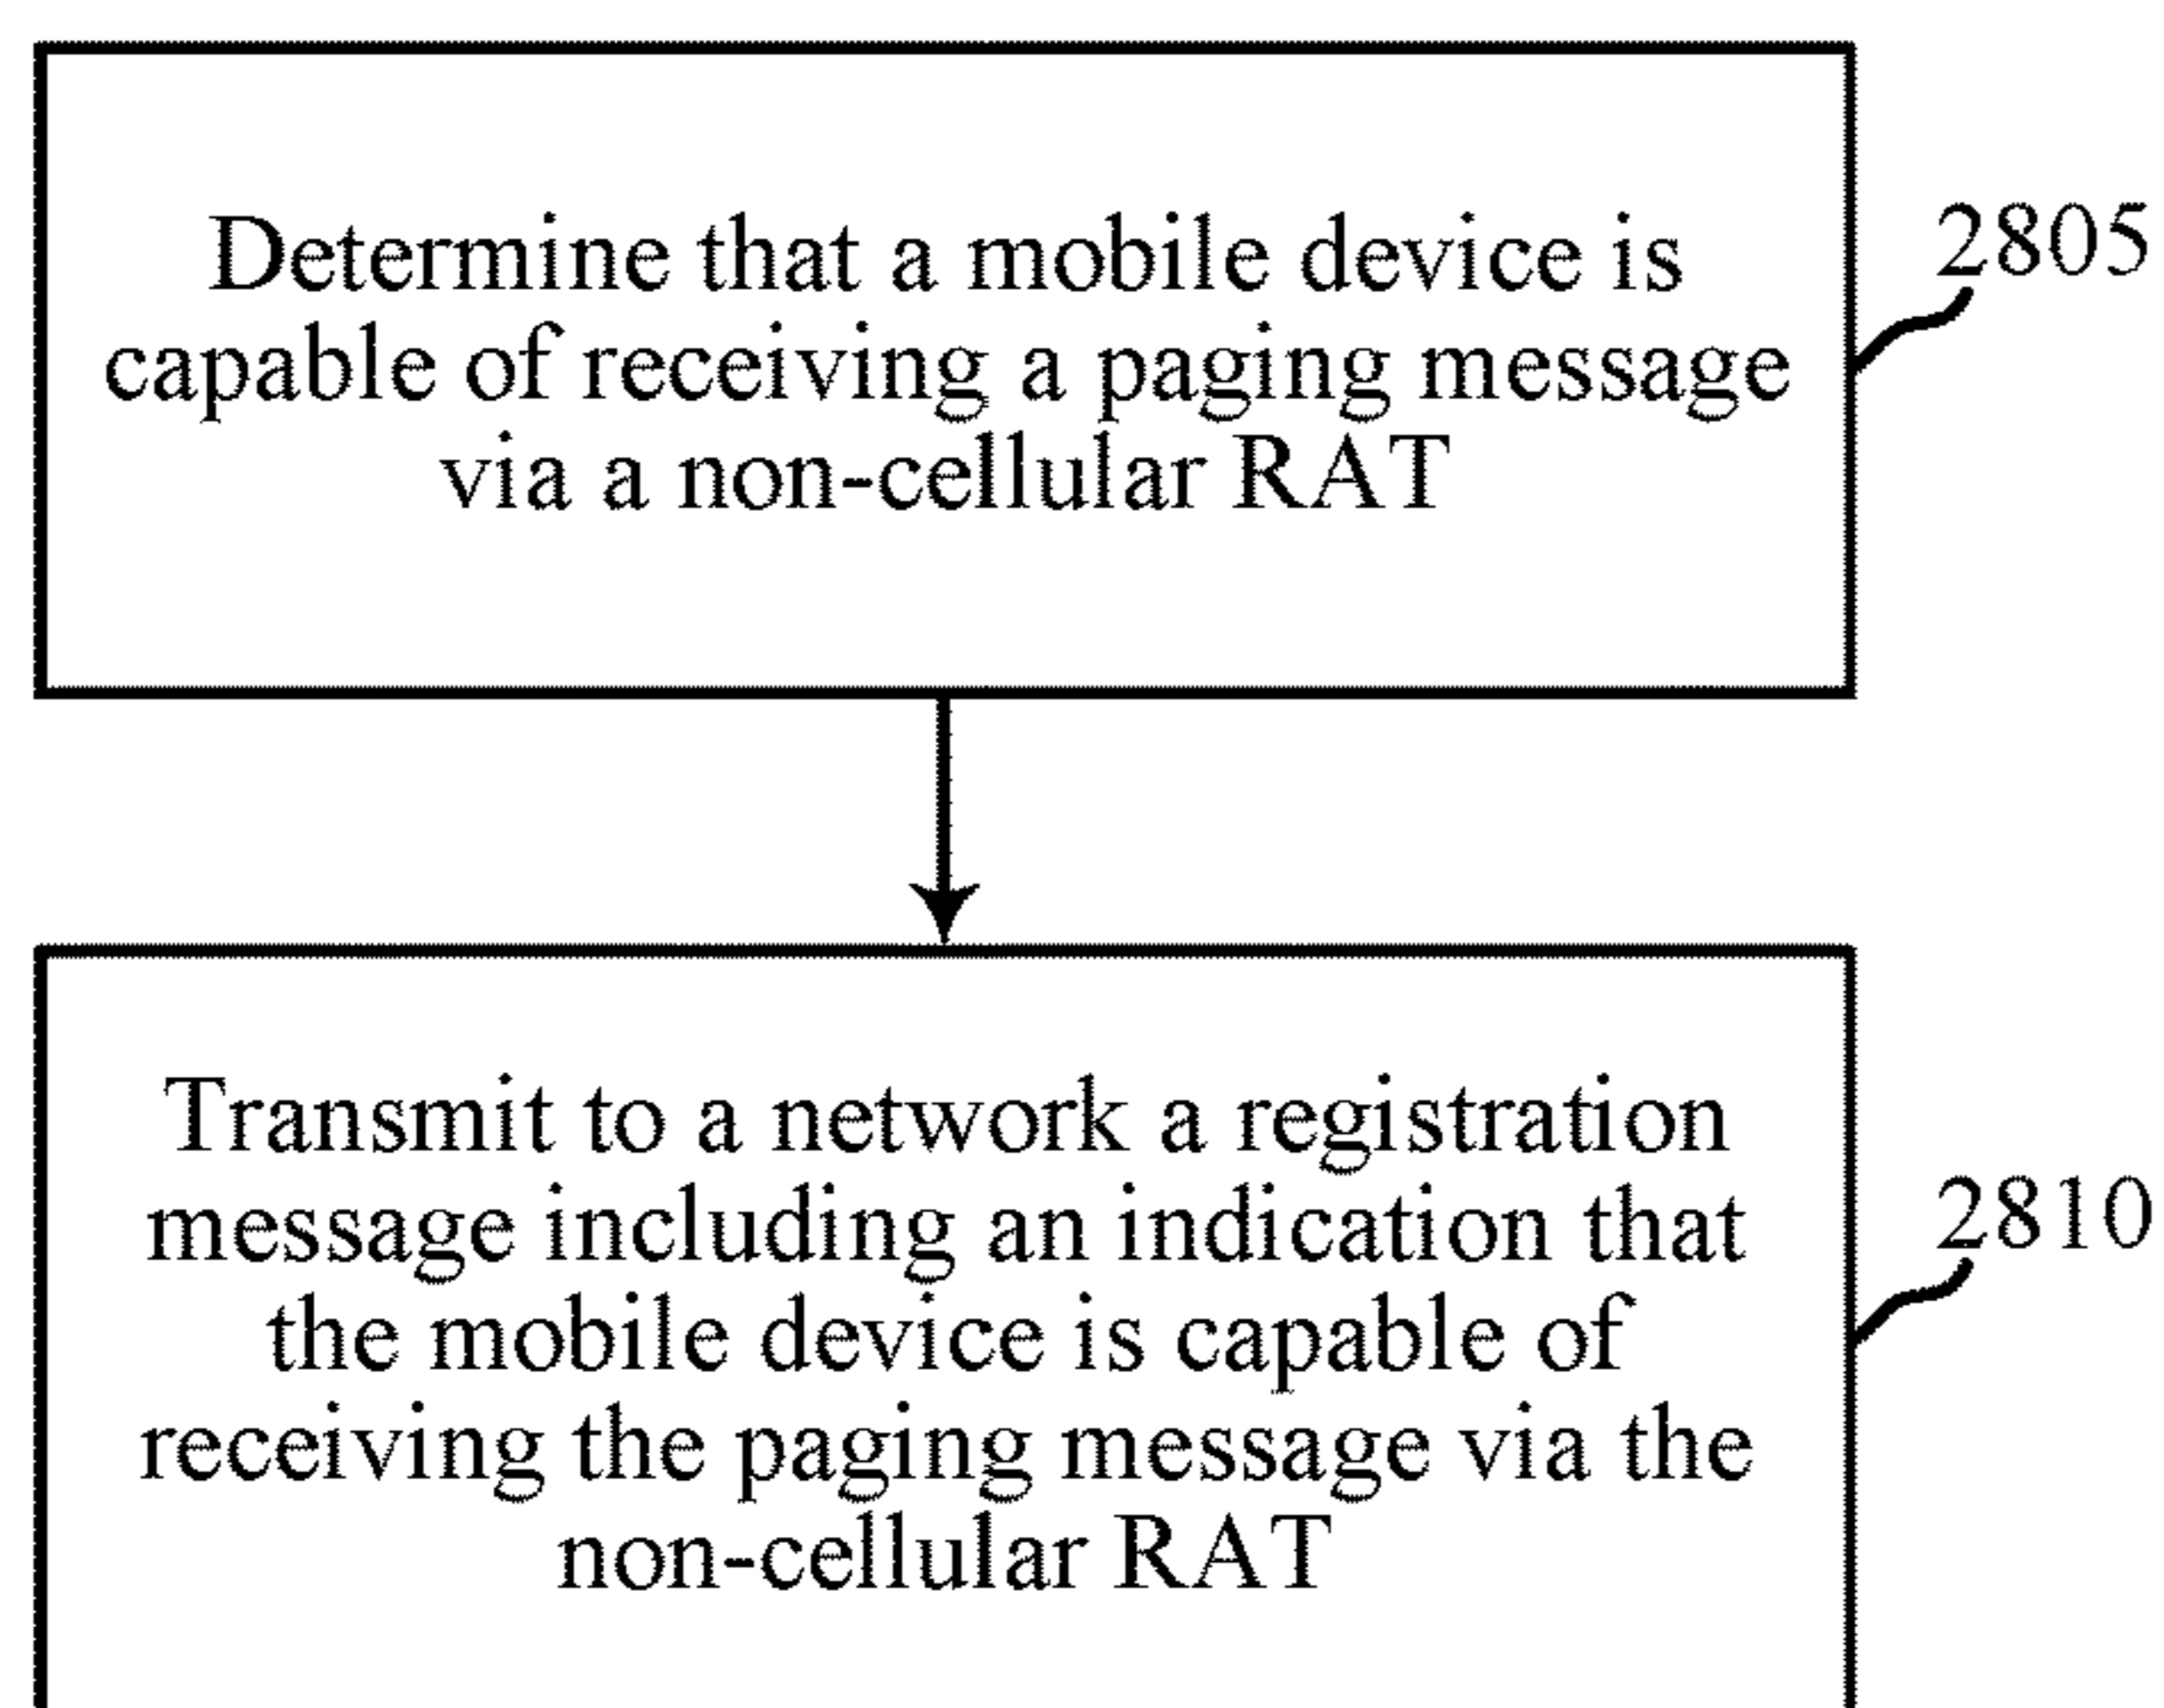 Determine that a mobile device is
capable of receiving a paging message
via a non-cellular RAT
2805
Transmit to a network a registration
message including an indication that
the mobile device is capable of
receiving the paging message via the
non-cellular RAT
2810